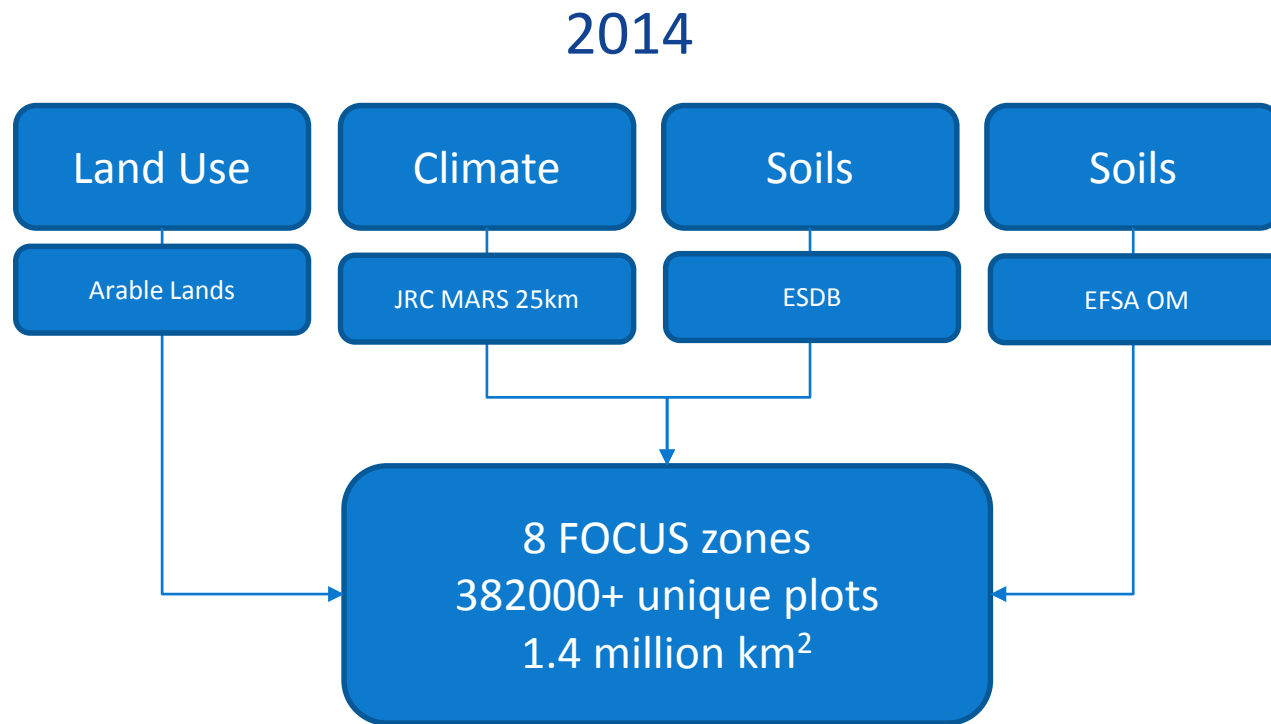 2014
Land Use
Climate
Soils
Soils
Arable Lands
JRC MARS 25km
ESDB
EFSA OM
8 FOCUS zones
382000+ unique plots
1.4 million km²